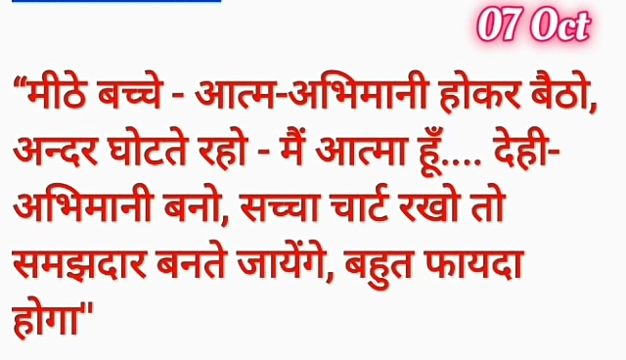 07 Oct
“मीठे बच्चे - आत्म-अभिमानी होकर बैठो,
अन्दर घोटते रहो - मैं आत्मा हूँ.... देही-
अभिमानी बनो, सच्चा चार्ट रखो तो
समझदार बनते जायेंगे, बहुत फायदा
होगा"